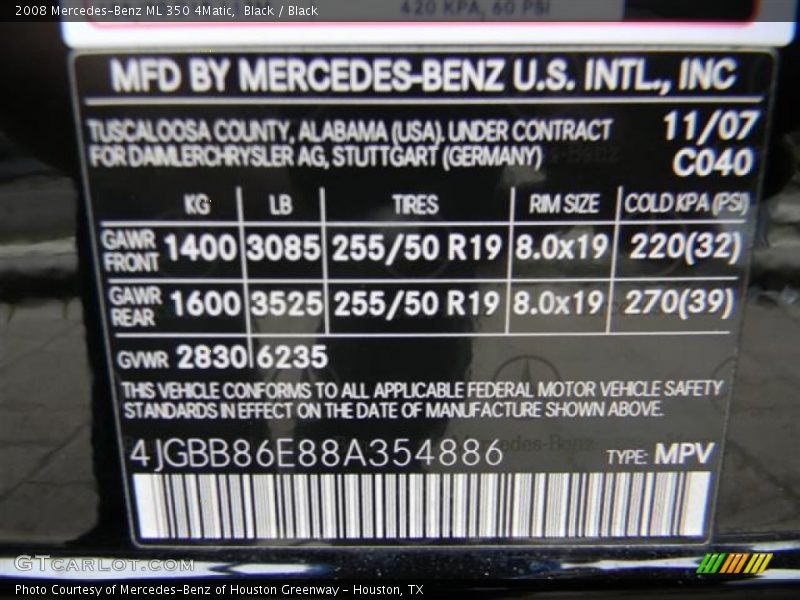 2008 Mercedes-Benz ML 350 4Matic,  Black / Black
420 KPA, 60 PSI
MFD BY MERCEDES-BENZ U.S. INTL., INC
TUSCALOOSA COUNTY, ALABAMA (USA). UNDER CONTRACT 11/07
FOR DAIMLERCHRYSLER AG, STUTTGART (GERMANY) C040
KG LB TIRES RIM SIZE COLD KPA (PSI)
GAWR FRONT 1400 3085 255/50 R19 8.0x19 220(32)
GAWR REAR 1600 3525 255/50 R19 8.0x19 270(39)
GVWR 2830 6235
THIS VEHICLE CONFORMS TO ALL APPLICABLE FEDERAL MOTOR VEHICLE SAFETY
STANDARDS IN EFFECT ON THE DATE OF MANUFACTURE SHOWN ABOVE.
4JGBB86E88A354886 TYPE: MPV
GTCARLOT.COM
Photo Courtesy of Mercedes-Benz of Houston Greenway - Houston, TX